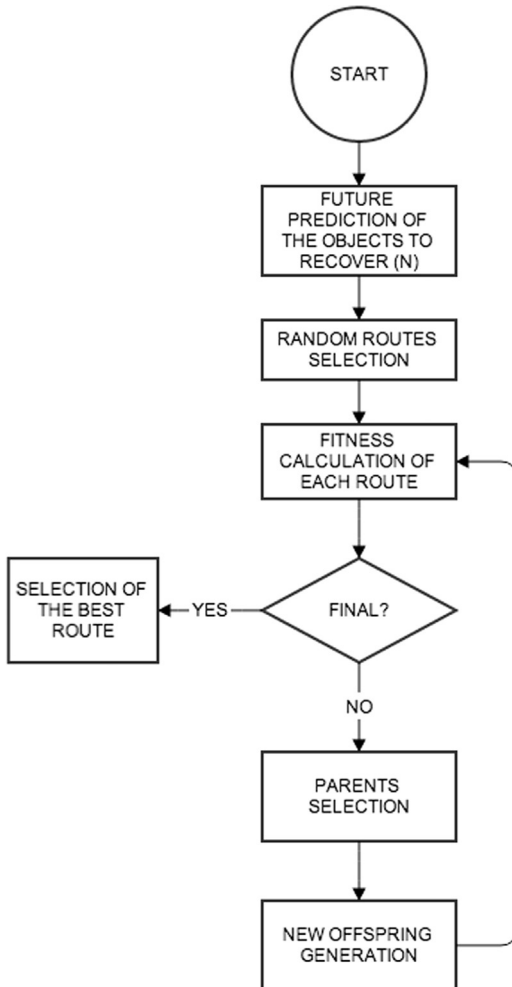 START
FUTURE
PREDICTION OF
THE OBJECTS TO
RECOVER (N)
RANDOM ROUTES
SELECTION
FITNESS
CALCULATION OF
EACH ROUTE
SELECTION OF
THE BEST
ROUTE
YES
FINAL?
NO
PARENTS
SELECTION
NEW OFFSPRING
GENERATION